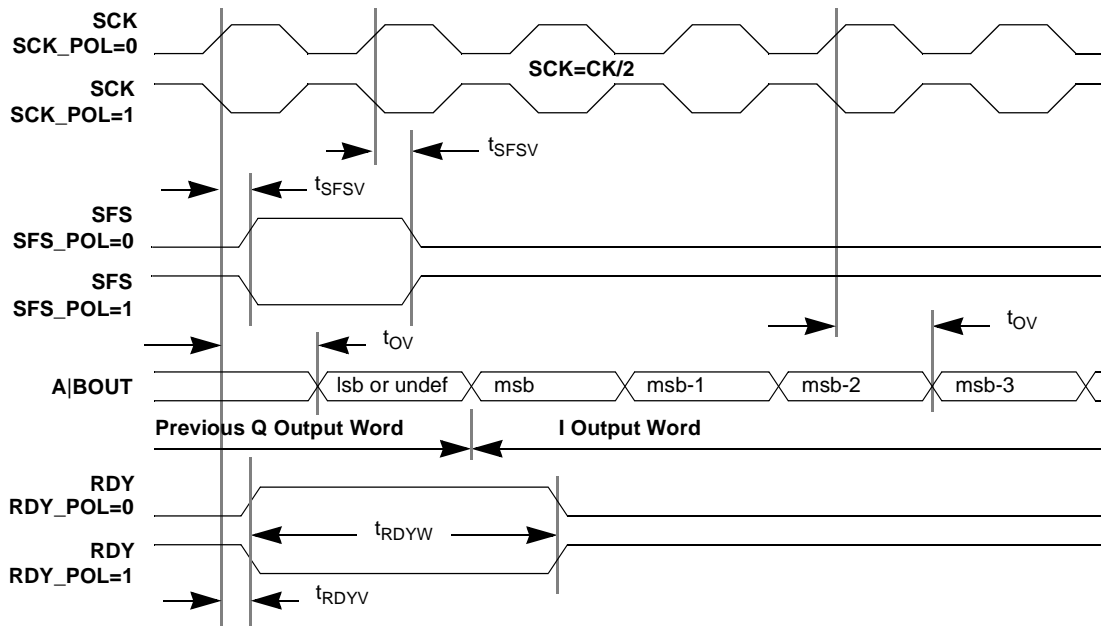 SCK
SCK_POL=0
SCK=CK/2
SCK
SCK_POL=1
tSFSV
tSFSV
SFS
SFS_POL=0
SFS
SFS_POL=1
tOV
tOV
A|BOUT
lsb or undef
msb
msb-1
msb-2
msb-3
Previous Q Output Word
I Output Word
RDY
RDY_POL=0
tRDYW
RDY
RDY_POL=1
tRDYV